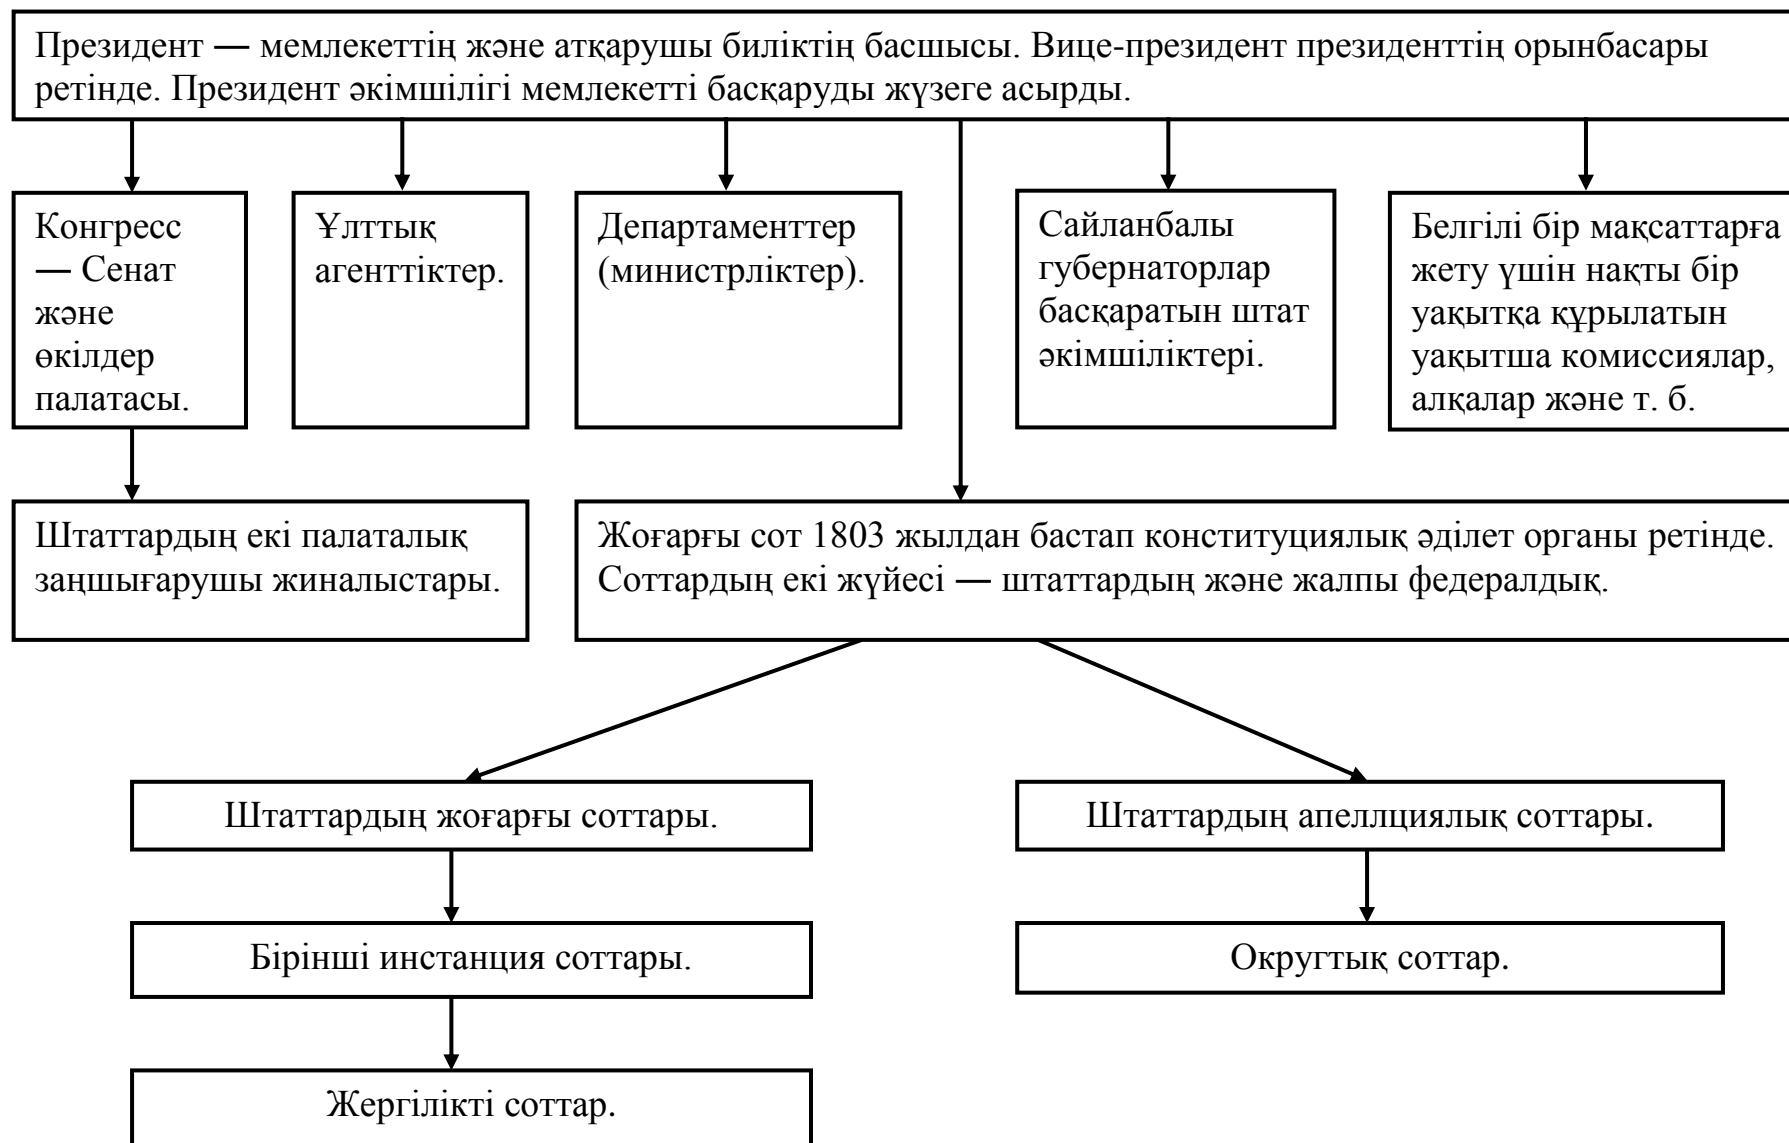 Президент — мемлекеттің және атқарушы биліктің басшысы. Вице-президент президенттің орынбасары
ретінде. Президент әкімшілігі мемлекетті басқаруды жүзеге асырды.
Конгресс
— Сенат
және
өкілдер
палатасы.
Ұлттық
агенттіктер.
Департаменттер
(министрліктер).
Сайланбалы
губернаторлар
басқаратын штат
әкімшіліктері.
Белгілі бір мақсаттарға
жету үшін нақты бір
уақытқа құрылатын
уақытша комиссиялар,
алқалар және т. б.
Штаттардың екі палаталық
заңшығарушы жиналыстары.
Жоғарғы сот 1803 жылдан бастап конституциялық әділет органы ретінде.
Соттардың екі жүйесі — штаттардың және жалпы федералдық.
Штаттардың жоғарғы соттары.
Штаттардың апеллциялық соттары.
Бірінші инстанция соттары.
Округтық соттар.
Жергілікті соттар.